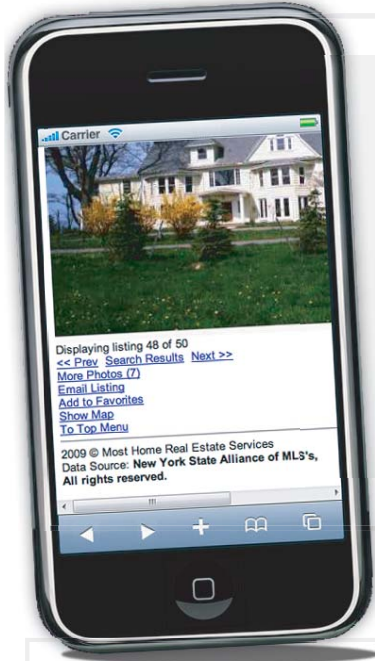 Carrier
Displaying listing 48 of 50
<< Prev Search Results Next >>
More Photos (7)
Email Listing
Add to Favorites
Show Map
To Top Menu
2009 © Most Home Real Estate Services
Data Source: New York State Alliance of MLS's,
All rights reserved.